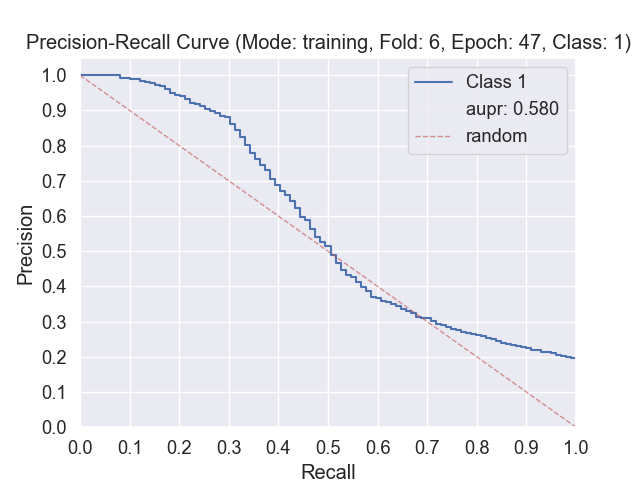 Precision-Recall Curve (Mode: training, Fold: 6, Epoch: 47, Class: 1)
Class 1
aupr: 0.580
random
Precision
1.0
0.9
0.8
0.7
0.6
0.5
0.4
0.3
0.2
0.1
0.0
0.0 0.1 0.2 0.3 0.4 0.5 0.6 0.7 0.8 0.9 1.0
Recall